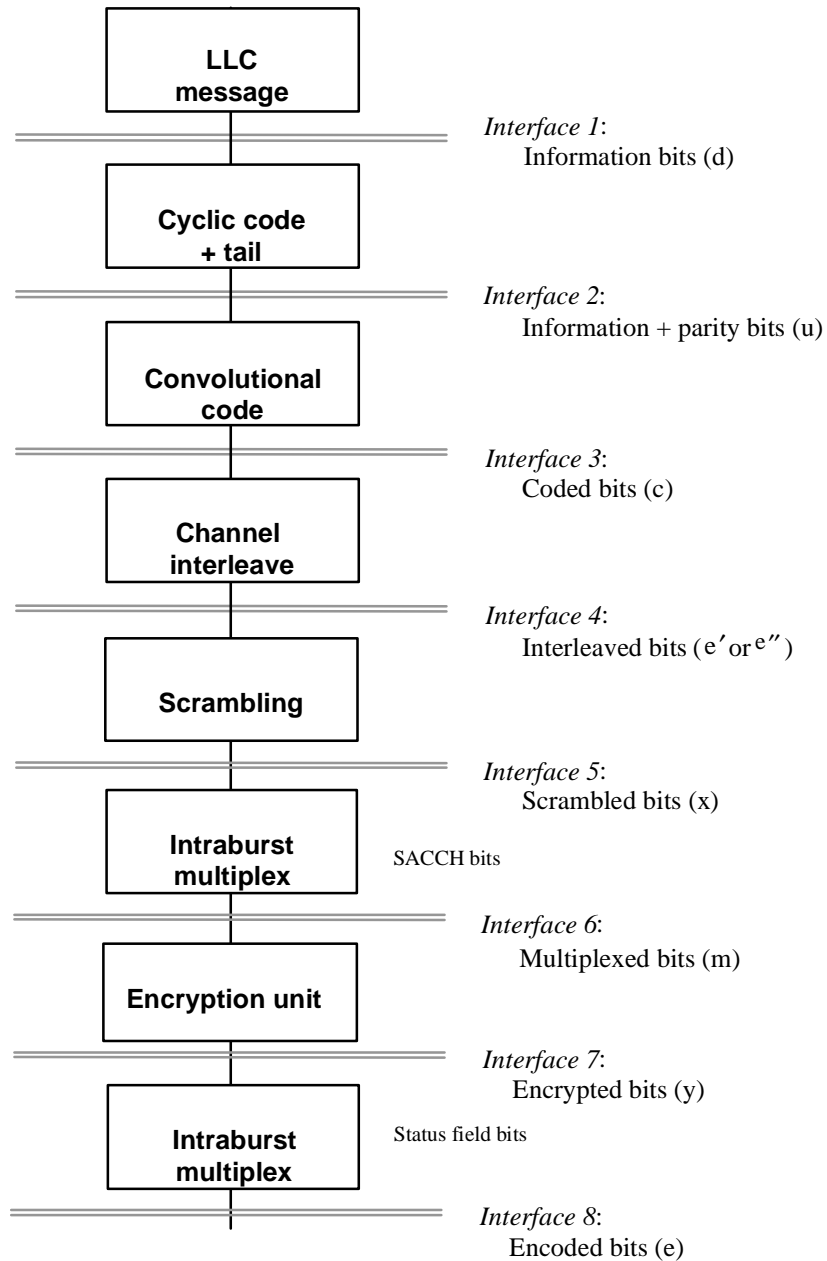 LLC
message
Interface 1:
Information bits (d)
Cyclic code
+ tail
Interface 2:
Information + parity bits (u)
Convolutional
code
Interface 3:
Coded bits (c)
Channel
interleave
Interface 4:
Interleaved bits (e′ or e″)
Scrambling
Interface 5:
Scrambled bits (x)
Intraburst
multiplex
SACCH bits
Interface 6:
Multiplexed bits (m)
Encryption unit
Interface 7:
Encrypted bits (y)
Intraburst
multiplex
Status field bits
Interface 8:
Encoded bits (e)